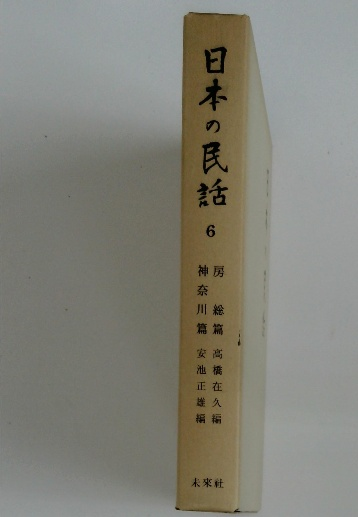 日本の民話
6
房総篇 高橋在久編
神奈川篇 安池正雄編
未來社